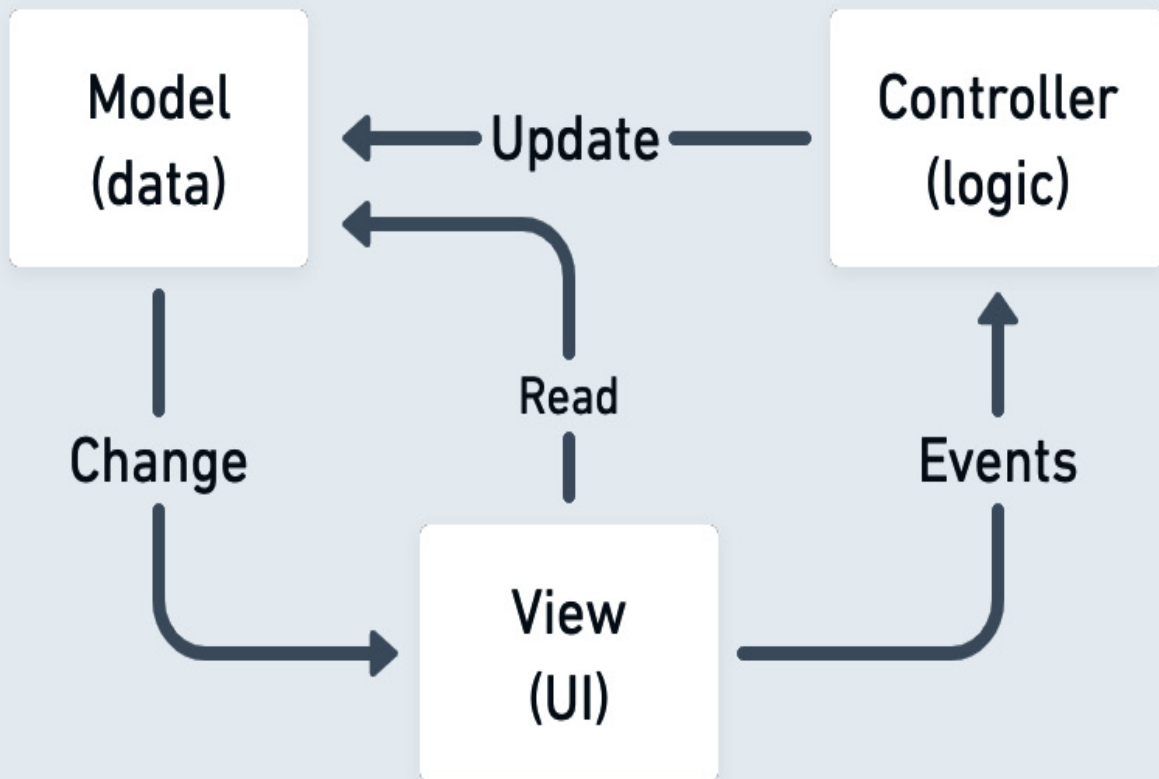 Model
(data)
Update
Controller
(logic)
Read
Change
Events
View
(UI)